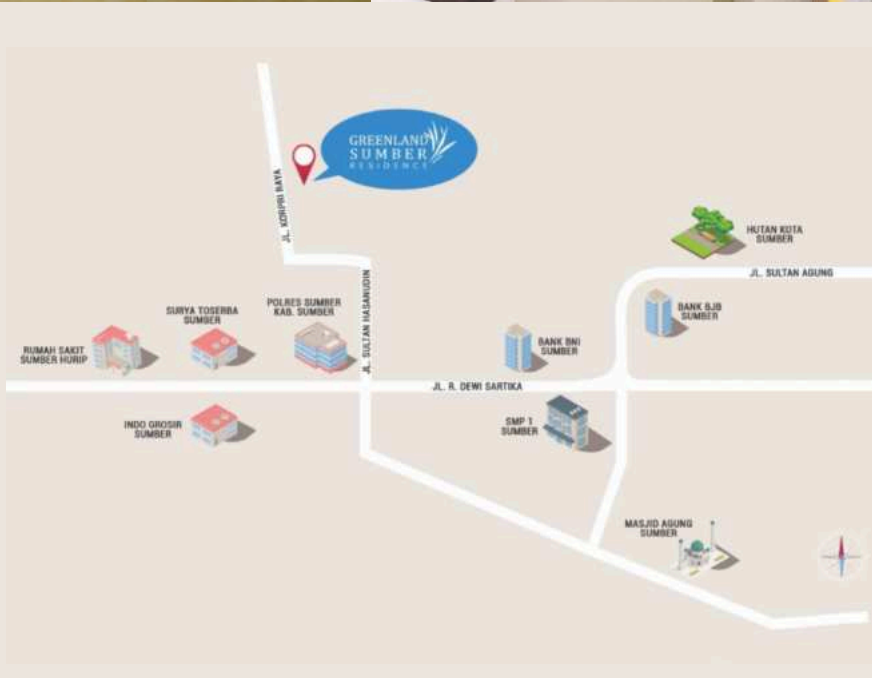 GREENLAND
SUMBER
RESIDENCE
JL. KORPRI RAYA
HUTAN KOTA
SUMBER
JL. SULTAN AGUNG
JL. SULTAN HASANUDIN
POLRES SUMBER
KAB. SUMBER
SURYA TOSERBA
SUMBER
BANK BJB
SUMBER
RUMAH SAKIT
SUMBER HURIP
BANK BNI
SUMBER
JL. R. DEWI SARTIKA
INDO GROSIR
SUMBER
SMP 1
SUMBER
MASJID AGUNG
SUMBER